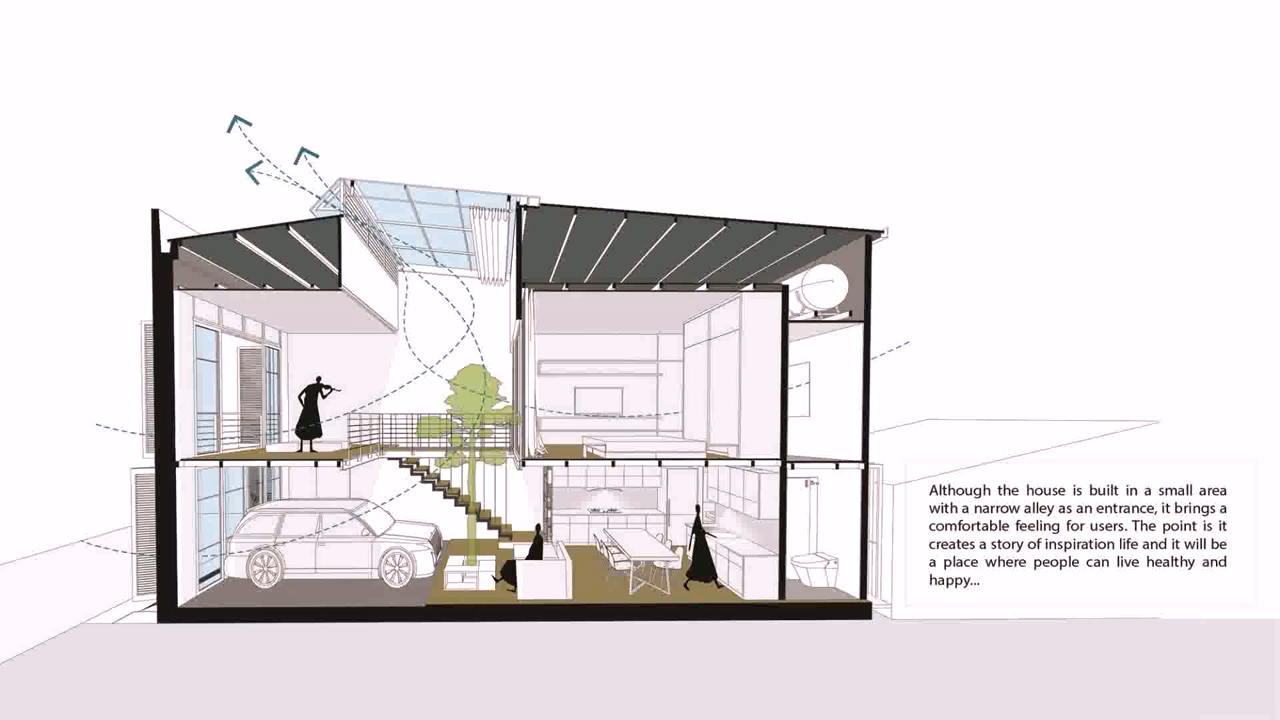 Although the house is built in a small area
with a narrow alley as an entrance, it brings a
comfortable feeling for users. The point is it
creates a story of inspiration life and it will be
a place where people can live healthy and
happy...